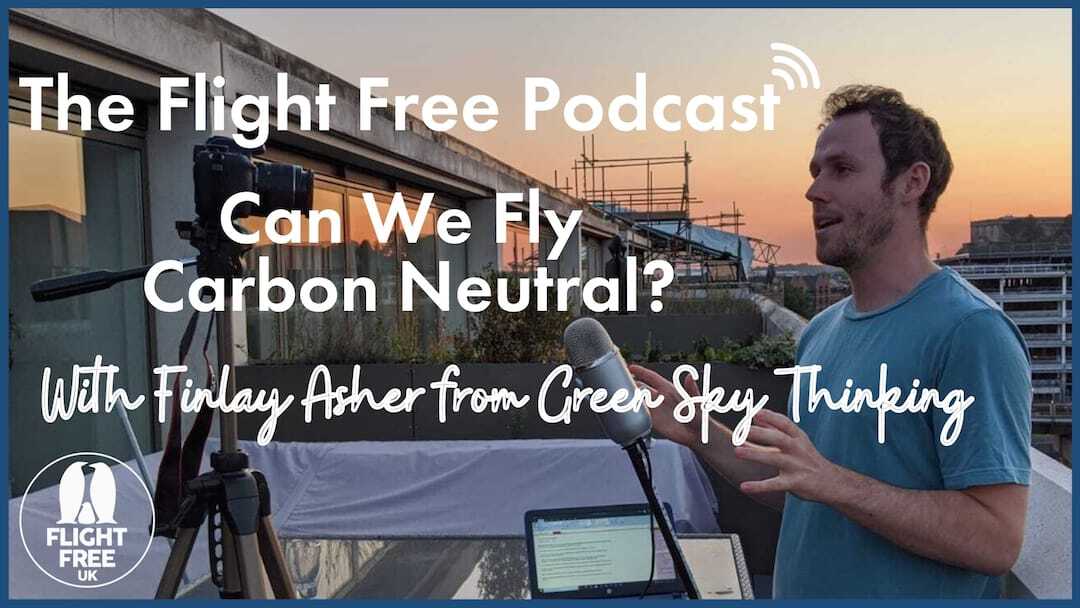 The Flight Free Podcast
Can We Fly
Carbon Neutral?
With Finlay Asher from Green Sky Thinking
FLIGHT
FREE
UK